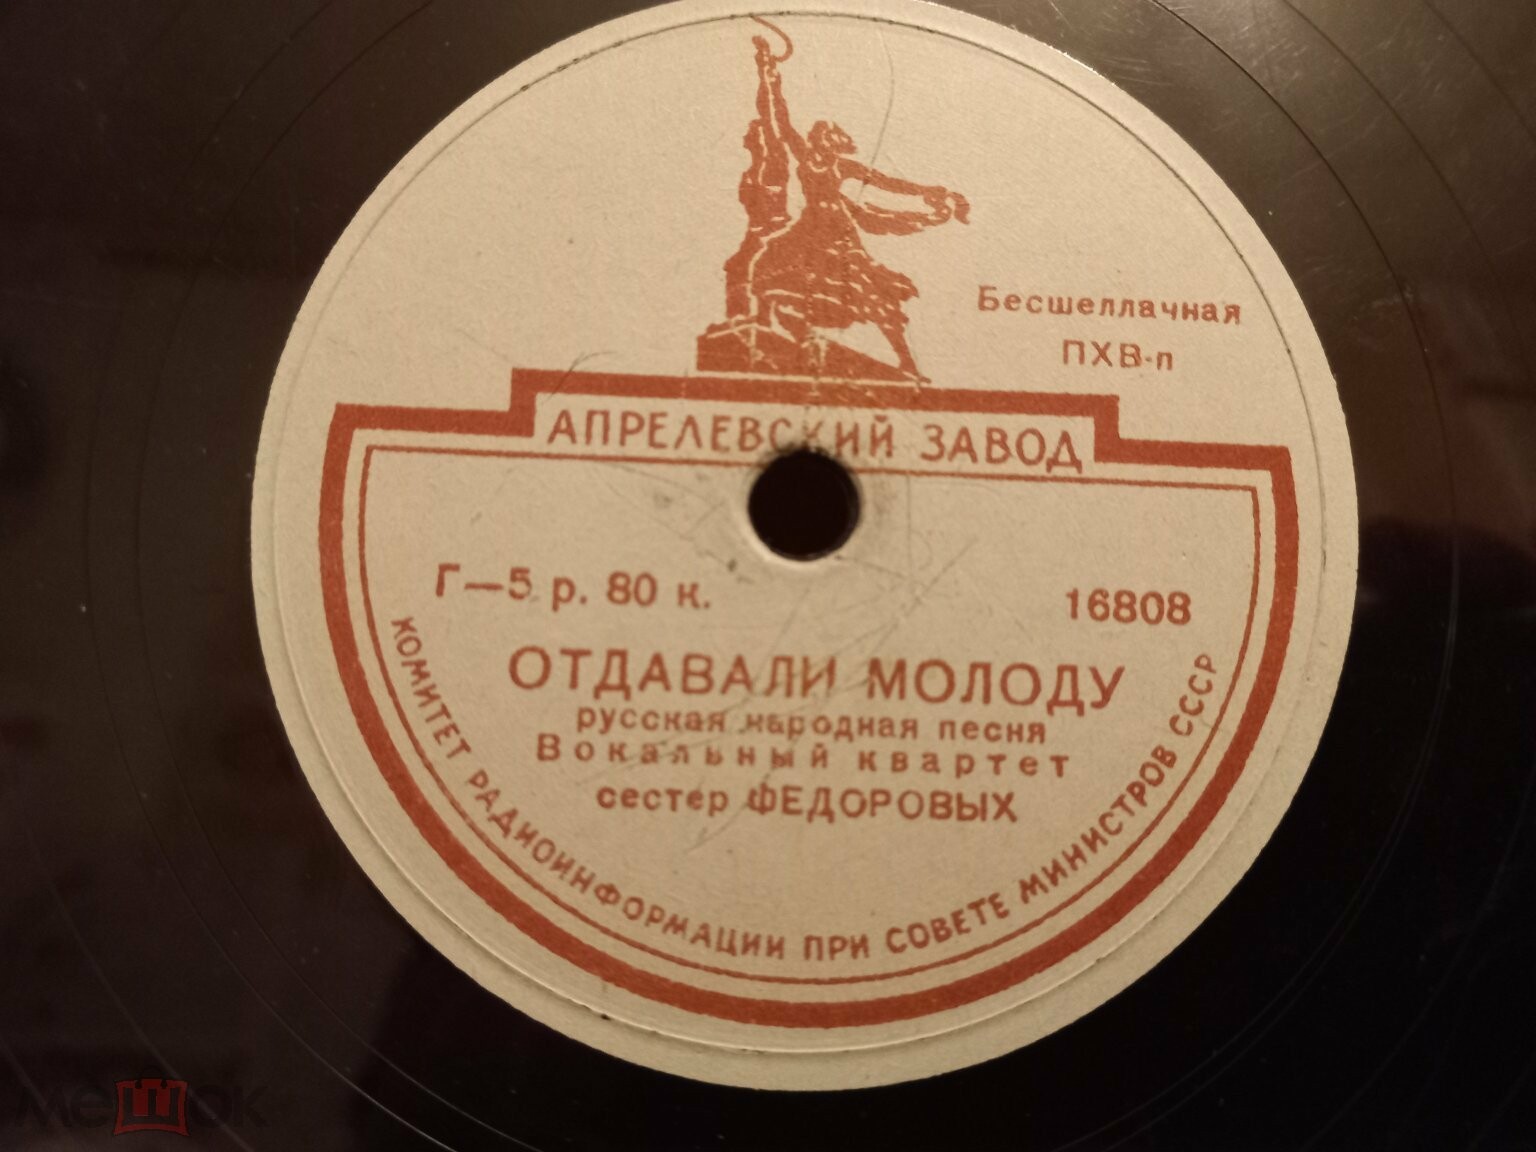 Бесшеллачная
ПХВ-п
АПРЕЛЕВСКИЙ ЗАВОД
Г—5 р. 80 к.
16808
ОТДАВАЛИ МОЛОДУ
русская народная песня
Вокальный квартет
сестер ФЕДОРОВЫХ
КОМИТЕТ РАДИОИНФОРМАЦИИ ПРИ СОВЕТЕ МИНИСТРОВ СССР
мешок